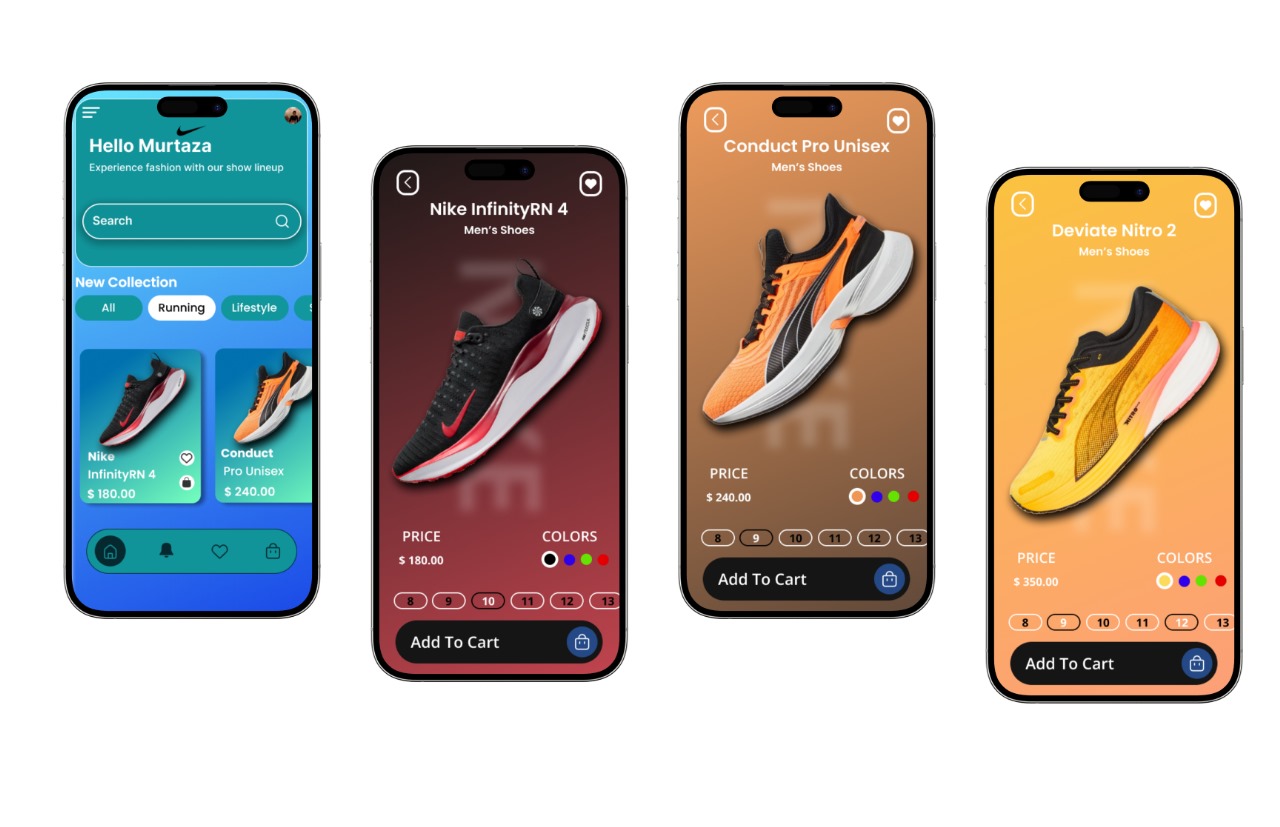 Hello Murtaza
Experience fashion with our show lineup
Search
New Collection
All
Running
Lifestyle
S
Nike
InfinityRN 4
$ 180.00
Conduct
Pro Unisex
$ 240.00
Nike InfinityRN 4
Men's Shoes
NIKE
PRICE
COLORS
$ 180.00
8 9 10 11 12 13
Add To Cart
Conduct Pro Unisex
Men's Shoes
NIKE
PRICE
COLORS
$ 240.00
8 9 10 11 12 13
Add To Cart
Deviate Nitro 2
Men's Shoes
NIKE
NITRO
PRICE
COLORS
$ 350.00
8 9 10 11 12 13
Add To Cart